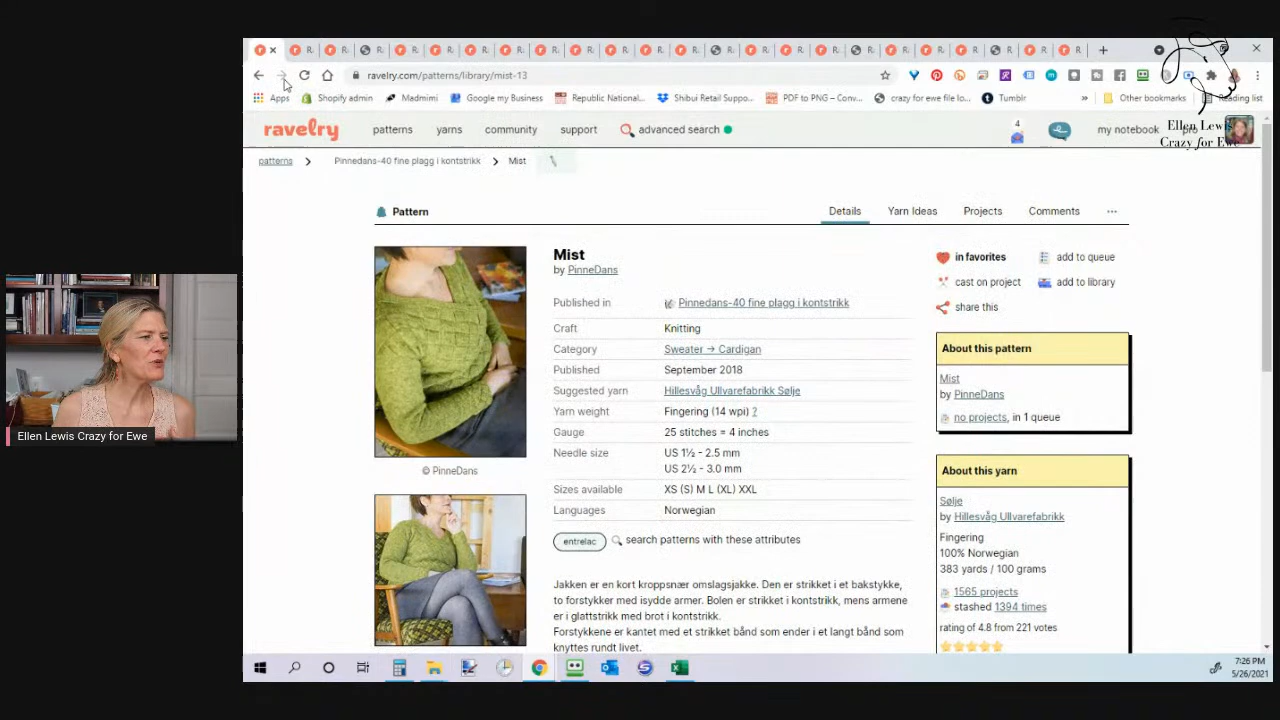 R
R
R
R
R
R
R
R
R
R
R
ravelry.com/patterns/library/mist-13
Apps
Shopify admin
Madmimi
Google my Business
Republic National...
Shibui Retail Suppo...
PDF to PNG – Conv...
crazy for ewe file lo...
Tumblr
»
Other bookmarks
Reading list
ravelry
patterns
yarns
community
support
advanced search
4
my notebook
pro
Ellen Lewis
Crazy for Ewe
patterns
Pinnedans-40 fine plagg i kontstrikk
Mist
Pattern
Details
Yarn Ideas
Projects
Comments
...
Mist
by PinneDans
Published in Pinnedans-40 fine plagg i kontstrikk
Craft Knitting
Category Sweater → Cardigan
Published September 2018
Suggested yarn Hillesvåg Ullvarefabrikk Sølje
Yarn weight Fingering (14 wpi) ?
Gauge 25 stitches = 4 inches
Needle size US 1½ - 2.5 mm
US 2½ - 3.0 mm
Sizes available XS (S) M L (XL) XXL
Languages Norwegian
entrelac search patterns with these attributes
Jakken er en kort kroppsnær omslagsjakke. Den er strikket i et bakstykke,
to forstykker med isydde armer. Bolen er strikket i kontstrikk, mens armene
er i glattstrikk med brot i kontstrikk.
Forstykkene er kantet med et strikket bånd som ender i et langt bånd som
knyttes rundt livet.
© PinneDans
in favorites
add to queue
cast on project
add to library
share this
About this pattern
Mist
by PinneDans
no projects, in 1 queue
About this yarn
Sølje
by Hillesvåg Ullvarefabrikk
Fingering
100% Norwegian
383 yards / 100 grams
1565 projects
stashed 1394 times
rating of 4.8 from 221 votes
Ellen Lewis Crazy for Ewe
7:26 PM
5/26/2021